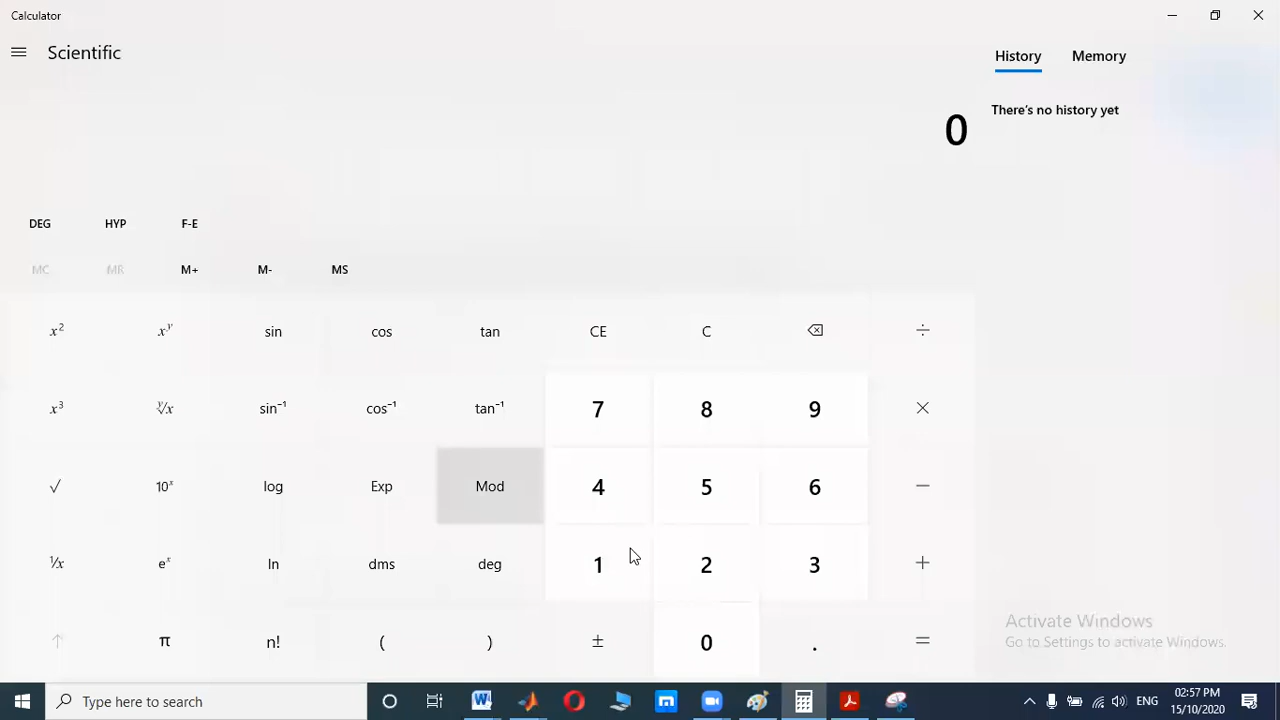 Calculator
Scientific
History Memory
There's no history yet
0
DEG HYP F-E
MC MR M+ M- MS
x² xʸ sin cos tan CE C ÷
x³ ʸ√x sin⁻¹ cos⁻¹ tan⁻¹ 7 8 9 ×
√ 10ˣ log Exp Mod 4 5 6 −
¹/x eˣ ln dms deg 1 2 3 +
↑ π n! ( ) ± 0 . =
Activate Windows
Go to Settings to activate Windows.
Type here to search
ENG
02:57 PM
15/10/2020